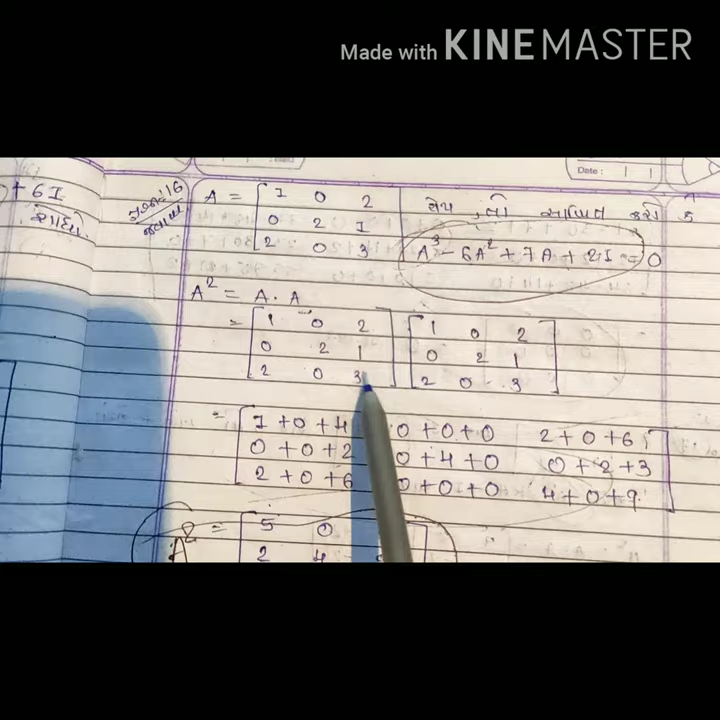 Made with KINEMASTER
Date :
+ 6I
A = [ 1 0 2
0 2 1
2 0 3
હોય તો સાબિત કરો કે
A³ - 6A² + 7A + 2I = 0
A² = A . A
= [ 1 0 2 ] [ 1 0 2 ]
0 2 1 0 2 1
2 0 3 2 0 3
= [ 1 + 0 + 4 0 + 0 + 0 2 + 0 + 6 ]
0 + 0 + 2 0 + 4 + 0 0 + 2 + 3
2 + 0 + 6 0 + 0 + 0 4 + 0 + 9
A² = [ 5 0
2 4